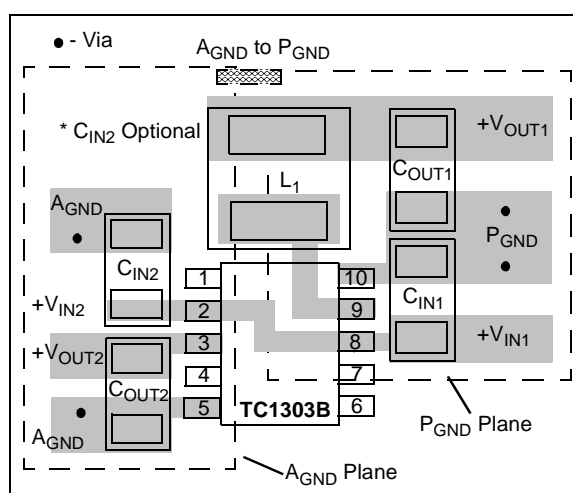 • - Via
AGND to PGND
* CIN2 Optional
+VOUT1
L1
COUT1
AGND
PGND
CIN2
CIN1
+VIN2
+VOUT2
+VIN1
COUT2
AGND
1
2
3
4
5
10
9
8
7
6
TC1303B
PGND Plane
AGND Plane